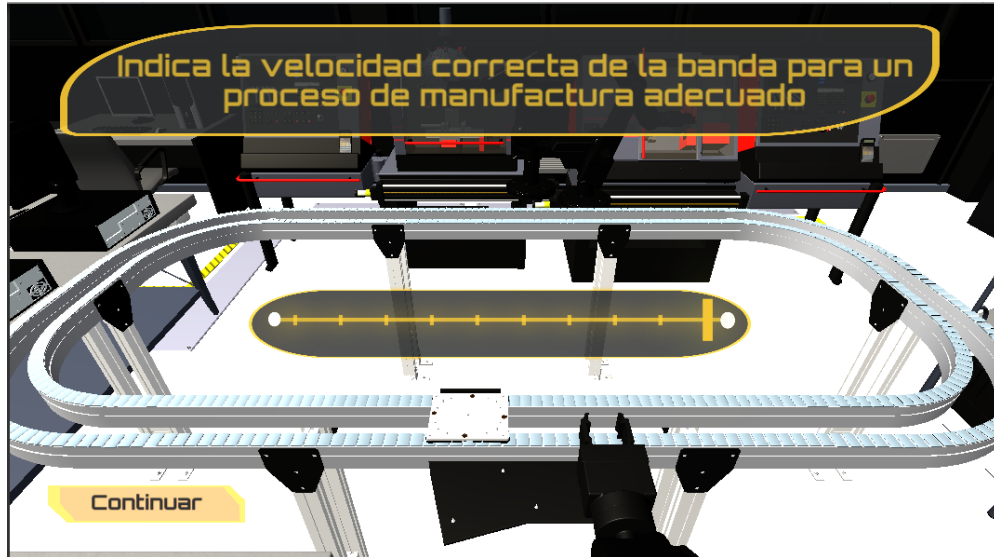 Indica la velocidad correcta de la banda para un
proceso de manufactura adecuado
Continuar